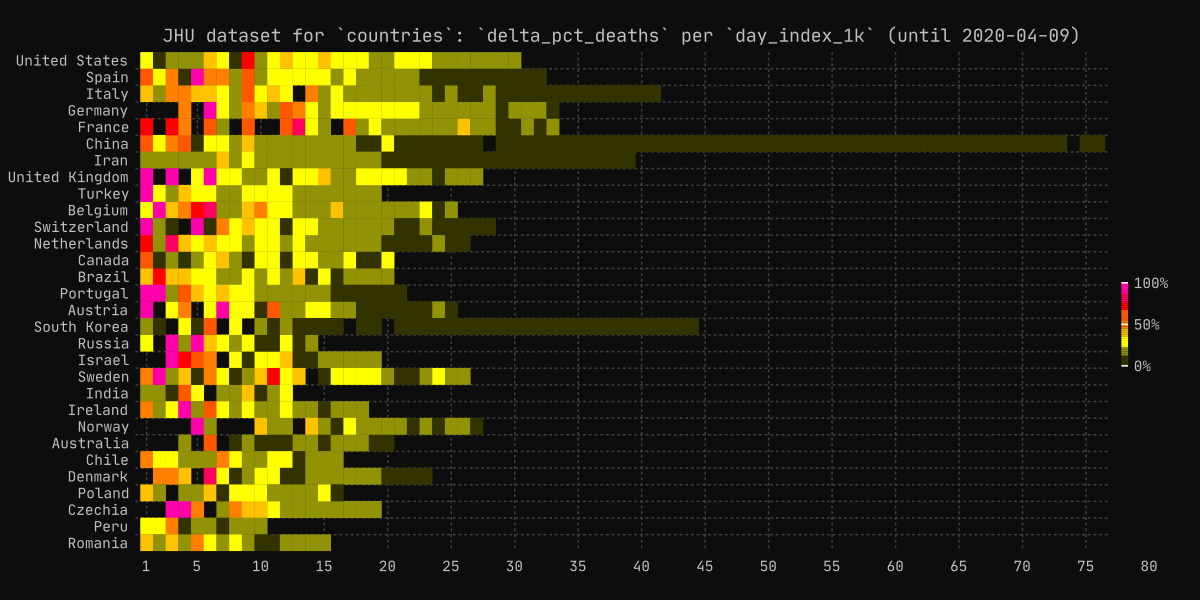 JHU dataset for `countries`: `delta_pct_deaths` per `day_index_1k` (until 2020-04-09)
United States
Spain
Italy
Germany
France
China
Iran
United Kingdom
Turkey
Belgium
Switzerland
Netherlands
Canada
Brazil
Portugal
Austria
South Korea
Russia
Israel
Sweden
India
Ireland
Norway
Australia
Chile
Denmark
Poland
Czechia
Peru
Romania
100%
50%
0%
1 5 10 15 20 25 30 35 40 45 50 55 60 65 70 75 80